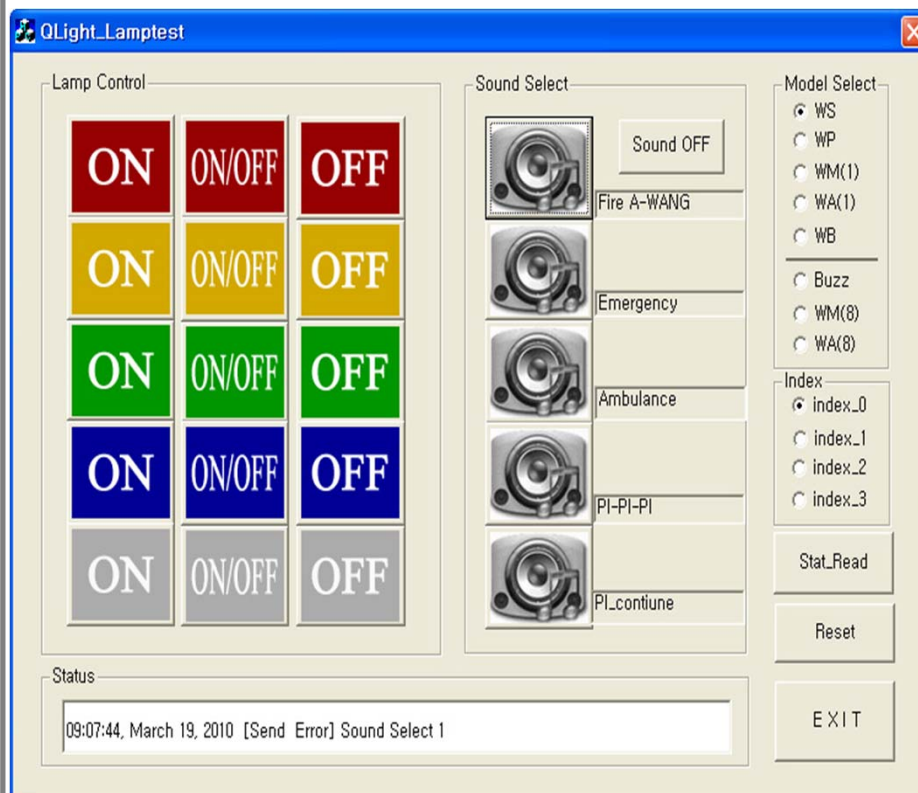 QLight_Lamptest
Lamp Control
ON ON/OFF OFF
ON ON/OFF OFF
ON ON/OFF OFF
ON ON/OFF OFF
ON ON/OFF OFF
Sound Select
Sound OFF
Fire A-WANG
Emergency
Ambulance
PI-PI-PI
PI_contiune
Model Select
WS
WP
WM(1)
WA(1)
WB
Buzz
WM(8)
WA(8)
Index
index_0
index_1
index_2
index_3
Stat_Read
Reset
EXIT
Status
09:07:44, March 19, 2010 [Send Error] Sound Select 1